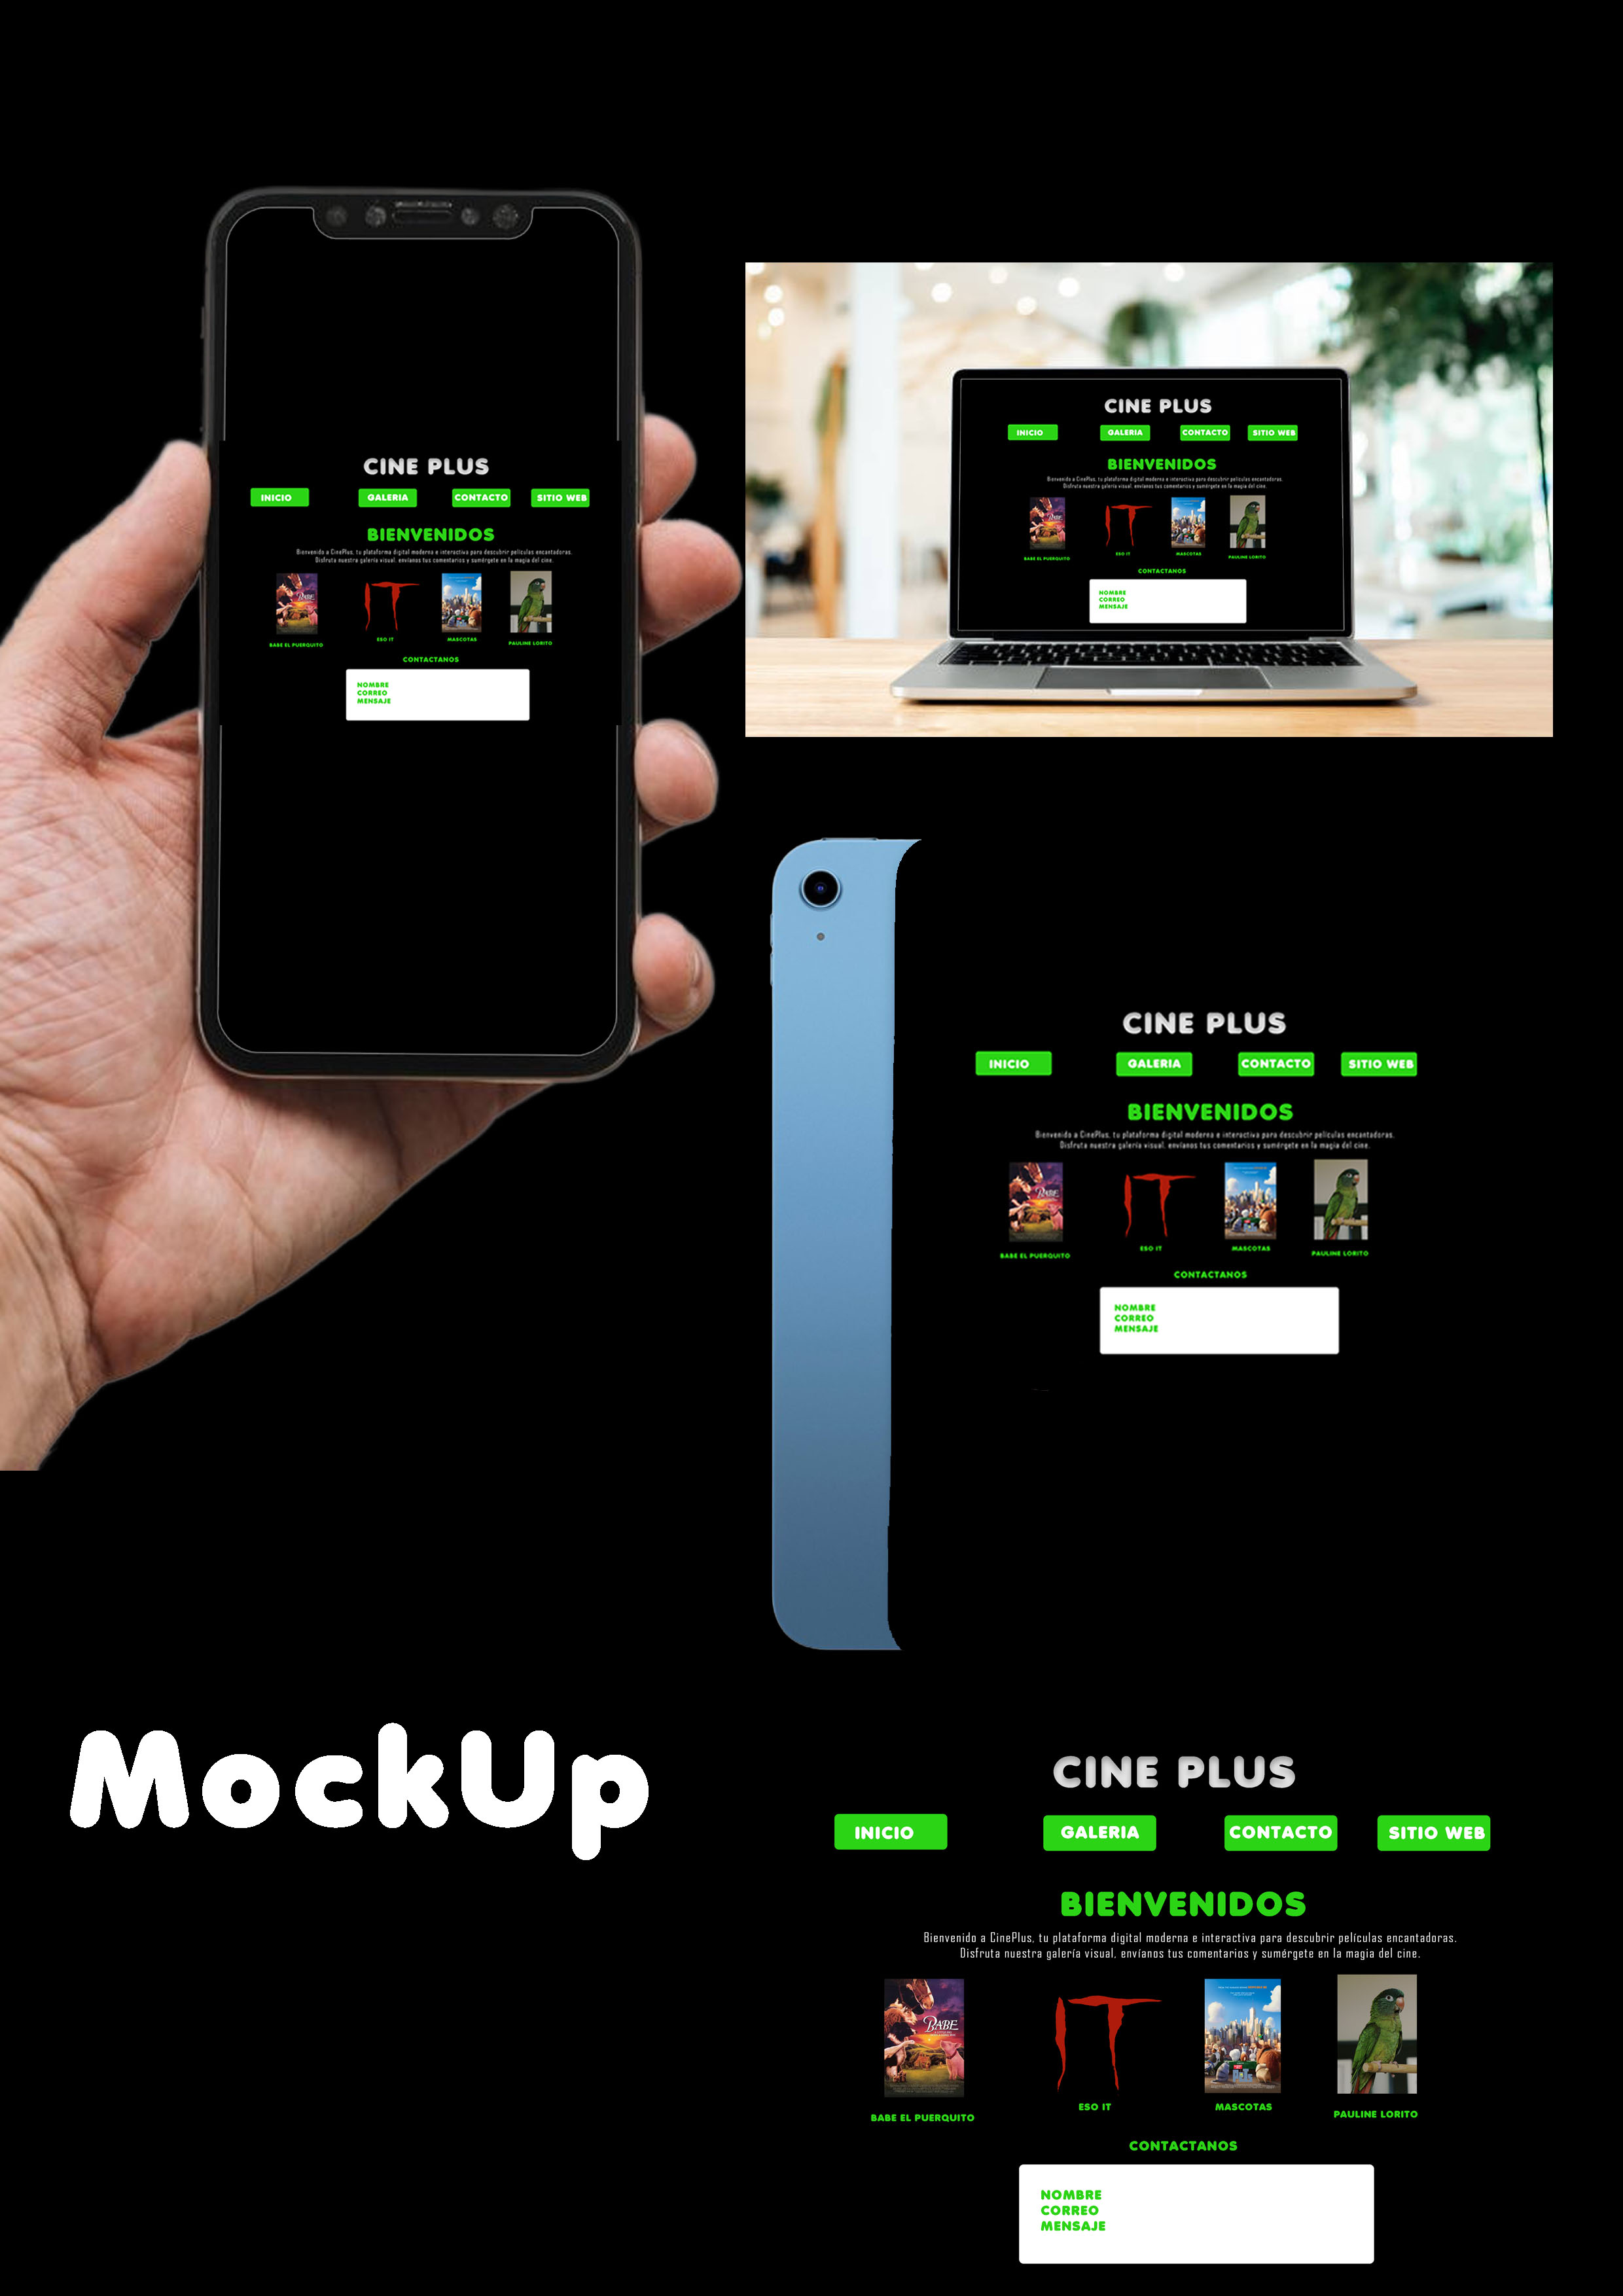 CINE PLUS
INICIO GALERIA CONTACTO SITIO WEB
BIENVENIDOS
Bienvenido a CinePlus, tu plataforma digital moderna e interactiva para descubrir películas encantadoras.
Disfruta nuestra galería visual, envíanos tus comentarios y sumérgete en la magia del cine.
IT
BABE EL PUERQUITO ESO IT MASCOTAS PAULINE LORITO
CONTACTANOS
NOMBRE
CORREO
MENSAJE
CINE PLUS
INICIO GALERIA CONTACTO SITIO WEB
BIENVENIDOS
Bienvenido a CinePlus, tu plataforma digital moderna e interactiva para descubrir películas encantadoras.
Disfruta nuestra galería visual, envíanos tus comentarios y sumérgete en la magia del cine.
IT
BABE EL PUERQUITO ESO IT MASCOTAS PAULINE LORITO
CONTACTANOS
NOMBRE
CORREO
MENSAJE
CINE PLUS
INICIO GALERIA CONTACTO SITIO WEB
BIENVENIDOS
Bienvenido a CinePlus, tu plataforma digital moderna e interactiva para descubrir películas encantadoras.
Disfruta nuestra galería visual, envíanos tus comentarios y sumérgete en la magia del cine.
BABE IT
BABE EL PUERQUITO ESO IT MASCOTAS PAULINE LORITO
CONTACTANOS
NOMBRE
CORREO
MENSAJE
MockUp
CINE PLUS
INICIO GALERIA CONTACTO SITIO WEB
BIENVENIDOS
Bienvenido a CinePlus, tu plataforma digital moderna e interactiva para descubrir películas encantadoras.
Disfruta nuestra galería visual, envíanos tus comentarios y sumérgete en la magia del cine.
BABE IT
BABE EL PUERQUITO ESO IT MASCOTAS PAULINE LORITO
CONTACTANOS
NOMBRE
CORREO
MENSAJE